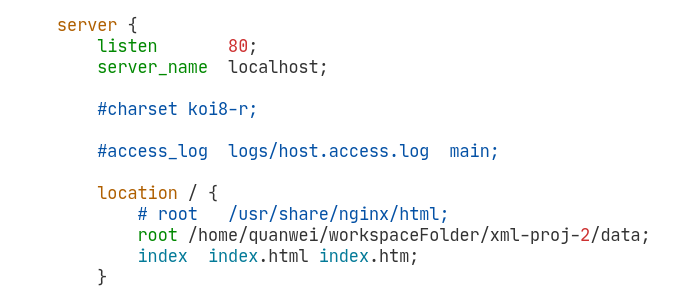 server {
    listen       80;
    server_name  localhost;

    #charset koi8-r;

    #access_log  logs/host.access.log  main;

    location / {
        # root   /usr/share/nginx/html;
        root /home/quanwei/workspaceFolder/xml-proj-2/data;
        index  index.html index.htm;
    }